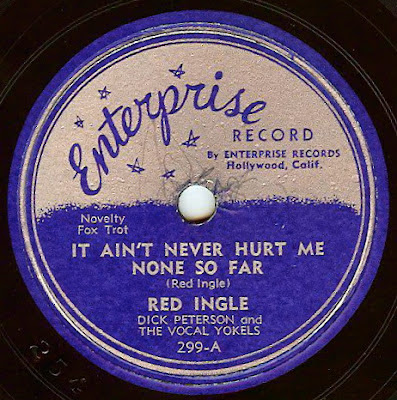 Enterprise
RECORD
By ENTERPRISE RECORDS
Hollywood, Calif.
Novelty
Fox Trot
IT AIN'T NEVER HURT ME
NONE SO FAR
(Red Ingle)
RED INGLE
DICK PETERSON and
THE VOCAL YOKELS
299-A